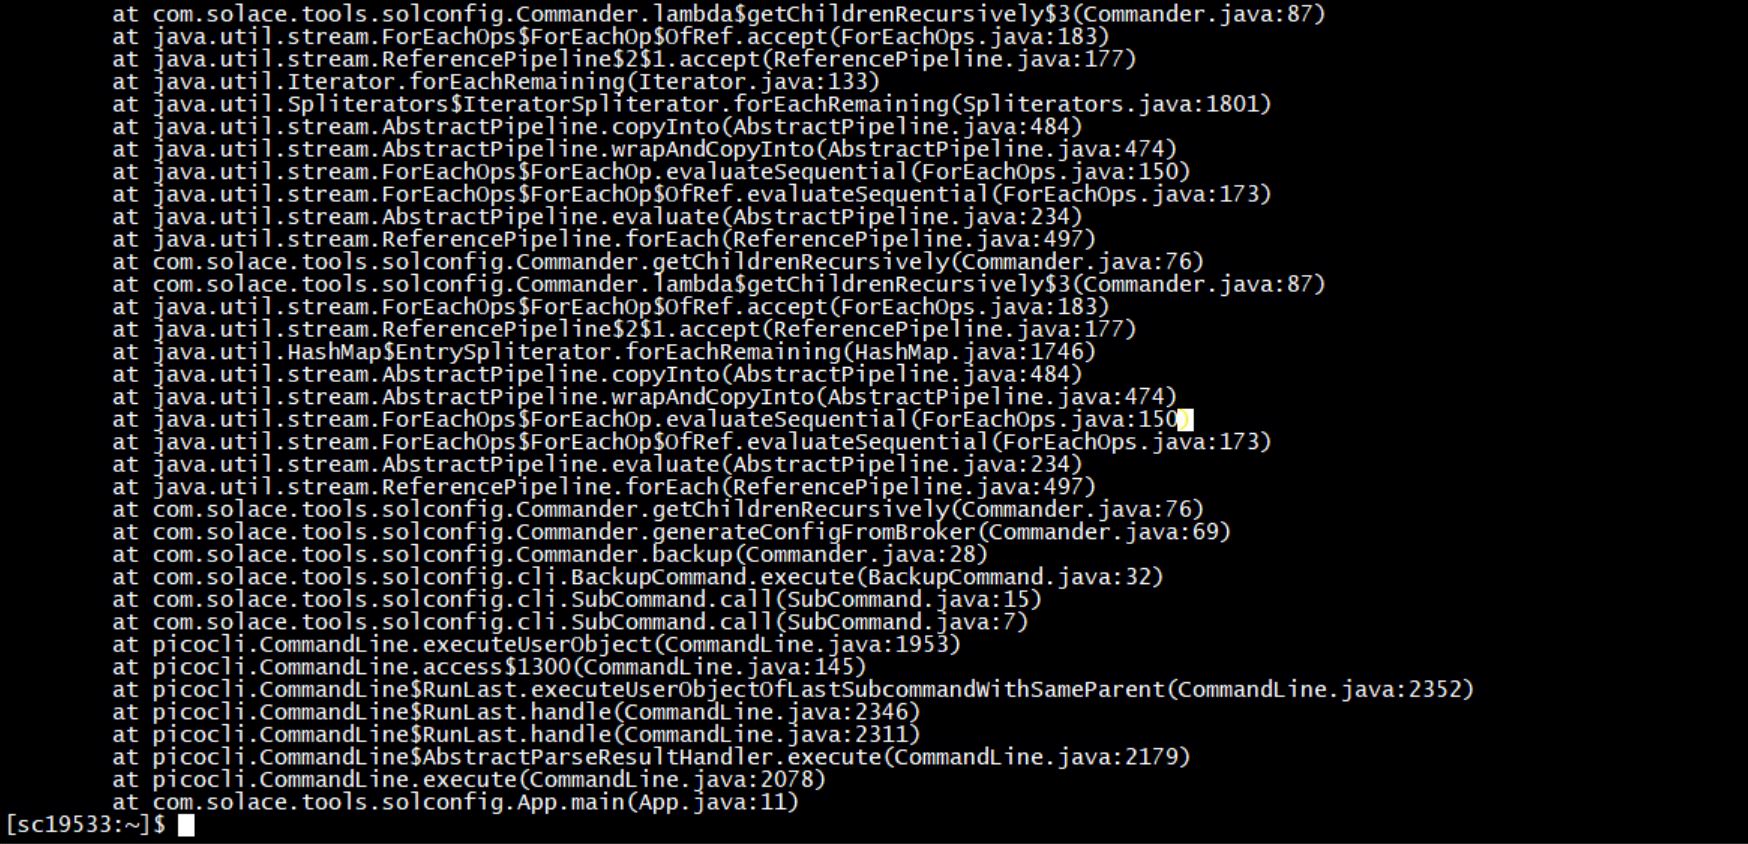 at com.solace.tools.solconfig.Commander.lambda$getChildrenRecursively$3(Commander.java:87)
at java.util.stream.ForEachOps$ForEachOp$OfRef.accept(ForEachOps.java:183)
at java.util.stream.ReferencePipeline$2$1.accept(ReferencePipeline.java:177)
at java.util.Iterator.forEachRemaining(Iterator.java:133)
at java.util.Spliterators$IteratorSpliterator.forEachRemaining(Spliterators.java:1801)
at java.util.stream.AbstractPipeline.copyInto(AbstractPipeline.java:484)
at java.util.stream.AbstractPipeline.wrapAndCopyInto(AbstractPipeline.java:474)
at java.util.stream.ForEachOps$ForEachOp.evaluateSequential(ForEachOps.java:150)
at java.util.stream.ForEachOps$ForEachOp$OfRef.evaluateSequential(ForEachOps.java:173)
at java.util.stream.AbstractPipeline.evaluate(AbstractPipeline.java:234)
at java.util.stream.ReferencePipeline.forEach(ReferencePipeline.java:497)
at com.solace.tools.solconfig.Commander.getChildrenRecursively(Commander.java:76)
at com.solace.tools.solconfig.Commander.lambda$getChildrenRecursively$3(Commander.java:87)
at java.util.stream.ForEachOps$ForEachOp$OfRef.accept(ForEachOps.java:183)
at java.util.stream.ReferencePipeline$2$1.accept(ReferencePipeline.java:177)
at java.util.HashMap$EntrySpliterator.forEachRemaining(HashMap.java:1746)
at java.util.stream.AbstractPipeline.copyInto(AbstractPipeline.java:484)
at java.util.stream.AbstractPipeline.wrapAndCopyInto(AbstractPipeline.java:474)
at java.util.stream.ForEachOps$ForEachOp.evaluateSequential(ForEachOps.java:150)
at java.util.stream.ForEachOps$ForEachOp$OfRef.evaluateSequential(ForEachOps.java:173)
at java.util.stream.AbstractPipeline.evaluate(AbstractPipeline.java:234)
at java.util.stream.ReferencePipeline.forEach(ReferencePipeline.java:497)
at com.solace.tools.solconfig.Commander.getChildrenRecursively(Commander.java:76)
at com.solace.tools.solconfig.Commander.generateConfigFromBroker(Commander.java:69)
at com.solace.tools.solconfig.Commander.backup(Commander.java:28)
at com.solace.tools.solconfig.cli.BackupCommand.execute(BackupCommand.java:32)
at com.solace.tools.solconfig.cli.SubCommand.call(SubCommand.java:15)
at com.solace.tools.solconfig.cli.SubCommand.call(SubCommand.java:7)
at picocli.CommandLine.executeUserObject(CommandLine.java:1953)
at picocli.CommandLine.access$1300(CommandLine.java:145)
at picocli.CommandLine$RunLast.executeUserObjectOfLastSubcommandWithSameParent(CommandLine.java:2352)
at picocli.CommandLine$RunLast.handle(CommandLine.java:2346)
at picocli.CommandLine$RunLast.handle(CommandLine.java:2311)
at picocli.CommandLine$AbstractParseResultHandler.execute(CommandLine.java:2179)
at picocli.CommandLine.execute(CommandLine.java:2078)
at com.solace.tools.solconfig.App.main(App.java:11)
[sc19533:~]$